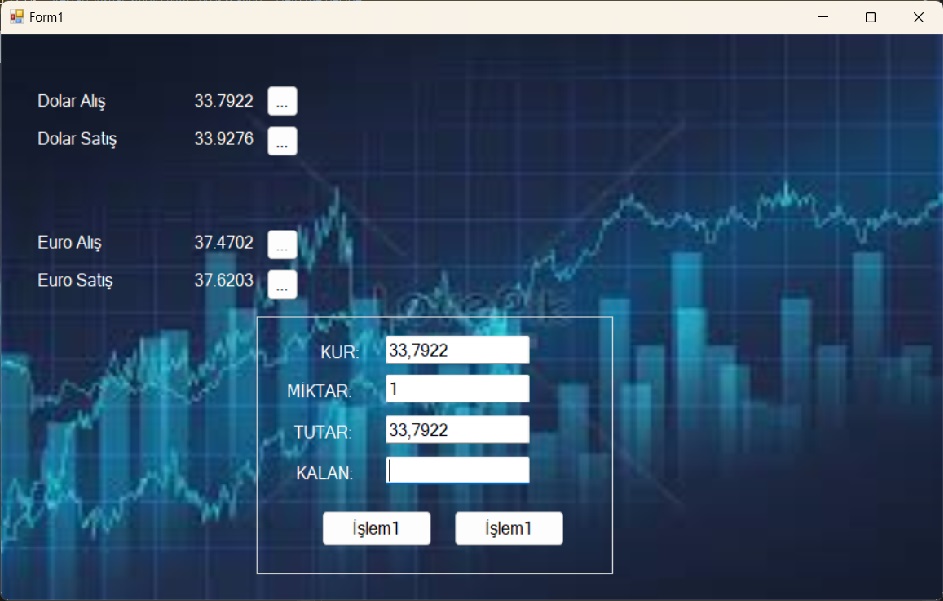 Form1
Dolar Alış 33.7922 ...
Dolar Satış 33.9276 ...
Euro Alış 37.4702 ...
Euro Satış 37.6203 ...
KUR: 33,7922
MIKTAR: 1
TUTAR: 33,7922
KALAN:
İşlem1 İşlem1